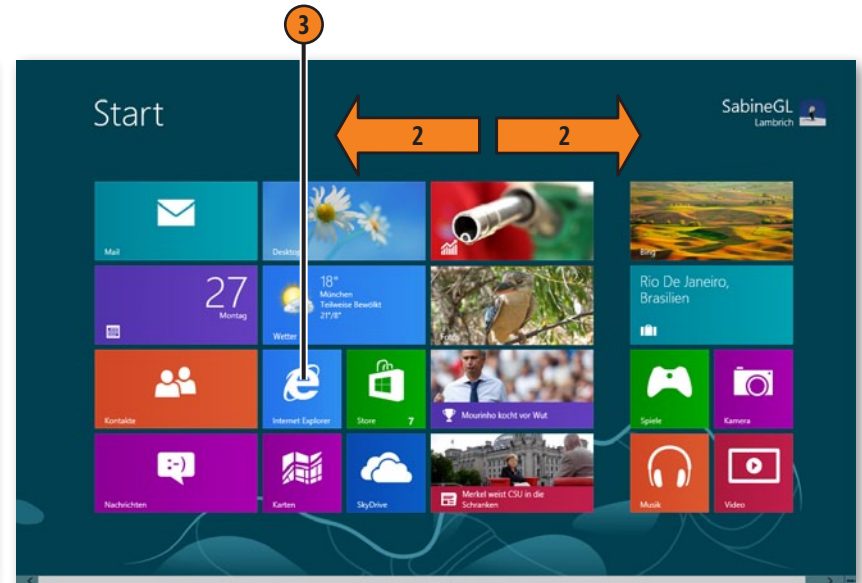 3
Start
2
2
SabineGL
Lambrich
Mail
Desktop
Bing
27
Montag
18°
München
Teilweise Bewölkt
21°/8°
Wetter
Fotos
Rio De Janeiro,
Brasilien
Kontakte
Internet Explorer
Store
7
Mourinho kocht vor Wut
Spiele
Kamera
Nachrichten
Karten
SkyDrive
Merkel weist CSU in die
Schranken
Musik
Video